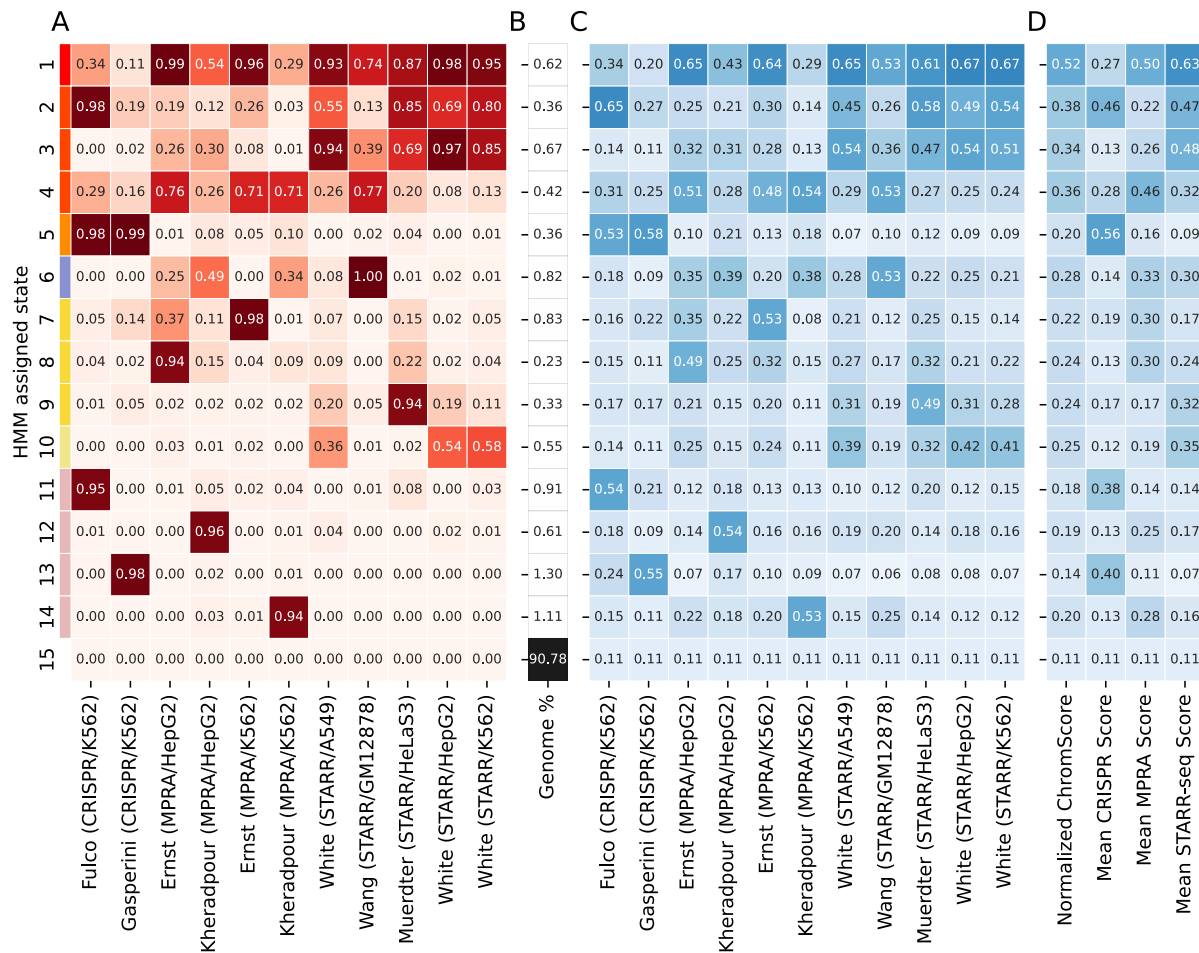 A B C D
HMM assigned state
1 0.34 0.11 0.99 0.54 0.96 0.29 0.93 0.74 0.87 0.98 0.95 0.62 0.34 0.20 0.65 0.43 0.64 0.29 0.65 0.53 0.61 0.67 0.67 0.52 0.27 0.50 0.63
2 0.98 0.19 0.19 0.12 0.26 0.03 0.55 0.13 0.85 0.69 0.80 0.36 0.65 0.27 0.25 0.21 0.30 0.14 0.45 0.26 0.58 0.49 0.54 0.38 0.46 0.22 0.47
3 0.00 0.02 0.26 0.30 0.08 0.01 0.94 0.39 0.69 0.97 0.85 0.67 0.14 0.11 0.32 0.31 0.28 0.13 0.54 0.36 0.47 0.54 0.51 0.34 0.13 0.26 0.48
4 0.29 0.16 0.76 0.26 0.71 0.71 0.26 0.77 0.20 0.08 0.13 0.42 0.31 0.25 0.51 0.28 0.48 0.54 0.29 0.53 0.27 0.25 0.24 0.36 0.28 0.46 0.32
5 0.98 0.99 0.01 0.08 0.05 0.10 0.00 0.02 0.04 0.00 0.01 0.36 0.53 0.58 0.10 0.21 0.13 0.18 0.07 0.10 0.12 0.09 0.09 0.20 0.56 0.16 0.09
6 0.00 0.00 0.25 0.49 0.00 0.34 0.08 1.00 0.01 0.02 0.01 0.82 0.18 0.09 0.35 0.39 0.20 0.38 0.28 0.53 0.22 0.25 0.21 0.28 0.14 0.33 0.30
7 0.05 0.14 0.37 0.11 0.98 0.01 0.07 0.00 0.15 0.02 0.05 0.83 0.16 0.22 0.35 0.22 0.53 0.08 0.21 0.12 0.25 0.15 0.14 0.22 0.19 0.30 0.17
8 0.04 0.02 0.94 0.15 0.04 0.09 0.09 0.00 0.22 0.02 0.04 0.23 0.15 0.11 0.49 0.25 0.32 0.15 0.27 0.17 0.32 0.21 0.22 0.24 0.13 0.30 0.24
9 0.01 0.05 0.02 0.02 0.02 0.02 0.20 0.05 0.94 0.19 0.11 0.33 0.17 0.17 0.21 0.15 0.20 0.11 0.31 0.19 0.49 0.31 0.28 0.24 0.17 0.17 0.32
10 0.00 0.00 0.03 0.01 0.02 0.00 0.36 0.01 0.02 0.54 0.58 0.55 0.14 0.11 0.25 0.15 0.24 0.11 0.39 0.19 0.32 0.42 0.41 0.25 0.12 0.19 0.35
11 0.95 0.00 0.01 0.05 0.02 0.04 0.00 0.01 0.08 0.00 0.03 0.91 0.54 0.21 0.12 0.18 0.13 0.13 0.10 0.12 0.20 0.12 0.15 0.18 0.38 0.14 0.14
12 0.01 0.00 0.00 0.96 0.00 0.01 0.04 0.00 0.00 0.02 0.01 0.61 0.18 0.09 0.14 0.54 0.16 0.16 0.19 0.20 0.14 0.18 0.16 0.19 0.13 0.25 0.17
13 0.00 0.98 0.00 0.02 0.00 0.01 0.00 0.00 0.00 0.00 0.00 1.30 0.24 0.55 0.07 0.17 0.10 0.09 0.07 0.06 0.08 0.08 0.07 0.14 0.40 0.11 0.07
14 0.00 0.00 0.00 0.03 0.01 0.94 0.00 0.00 0.00 0.00 0.00 1.11 0.15 0.11 0.22 0.18 0.20 0.53 0.15 0.25 0.14 0.12 0.12 0.20 0.13 0.28 0.16
15 0.00 0.00 0.00 0.00 0.00 0.00 0.00 0.00 0.00 0.00 0.00 90.78 0.11 0.11 0.11 0.11 0.11 0.11 0.11 0.11 0.11 0.11 0.11 0.11 0.11 0.11 0.11
Fulco (CRISPR/K562)
Gasperini (CRISPR/K562)
Ernst (MPRA/HepG2)
Kheradpour (MPRA/HepG2)
Ernst (MPRA/K562)
Kheradpour (MPRA/K562)
White (STARR/A549)
Wang (STARR/GM12878)
Muerdter (STARR/HeLaS3)
White (STARR/HepG2)
White (STARR/K562)
Genome %
Fulco (CRISPR/K562)
Gasperini (CRISPR/K562)
Ernst (MPRA/HepG2)
Kheradpour (MPRA/HepG2)
Ernst (MPRA/K562)
Kheradpour (MPRA/K562)
White (STARR/A549)
Wang (STARR/GM12878)
Muerdter (STARR/HeLaS3)
White (STARR/HepG2)
White (STARR/K562)
Normalized ChromScore
Mean CRISPR Score
Mean MPRA Score
Mean STARR-seq Score